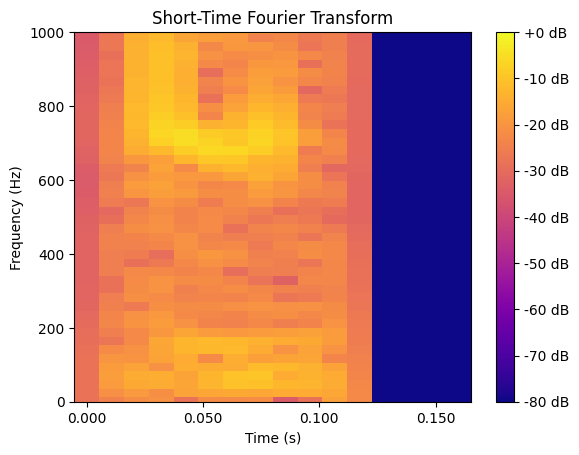 Short-Time Fourier Transform
Frequency (Hz)
1000
800
600
400
200
0
0.000
0.050
0.100
0.150
Time (s)
+0 dB
-10 dB
-20 dB
-30 dB
-40 dB
-50 dB
-60 dB
-70 dB
-80 dB